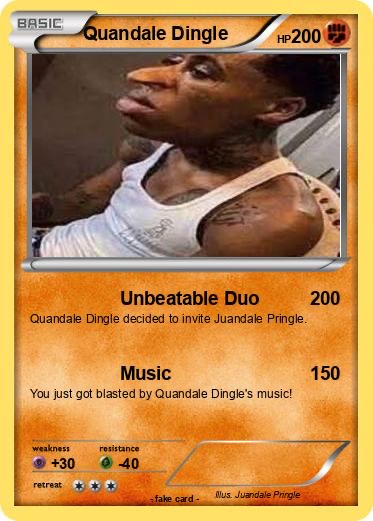 BASIC
Quandale Dingle HP200
Unbeatable Duo 200
Quandale Dingle decided to invite Juandale Pringle.
Music 150
You just got blasted by Quandale Dingle's music!
weakness resistance
+30 -40
retreat
- fake card - Illus. Juandale Pringle